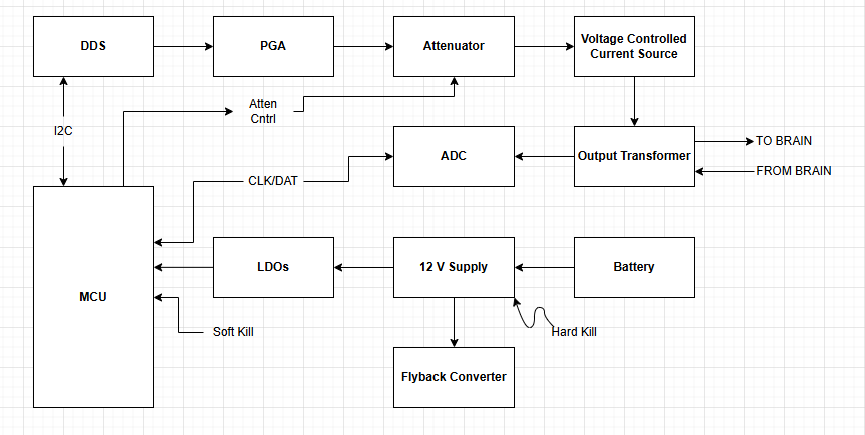 DDS
PGA
Attenuator
Voltage Controlled
Current Source
I2C
Atten
Cntrl
ADC
Output Transformer
TO BRAIN
FROM BRAIN
CLK/DAT
MCU
LDOs
12 V Supply
Battery
Soft Kill
Hard Kill
Flyback Converter